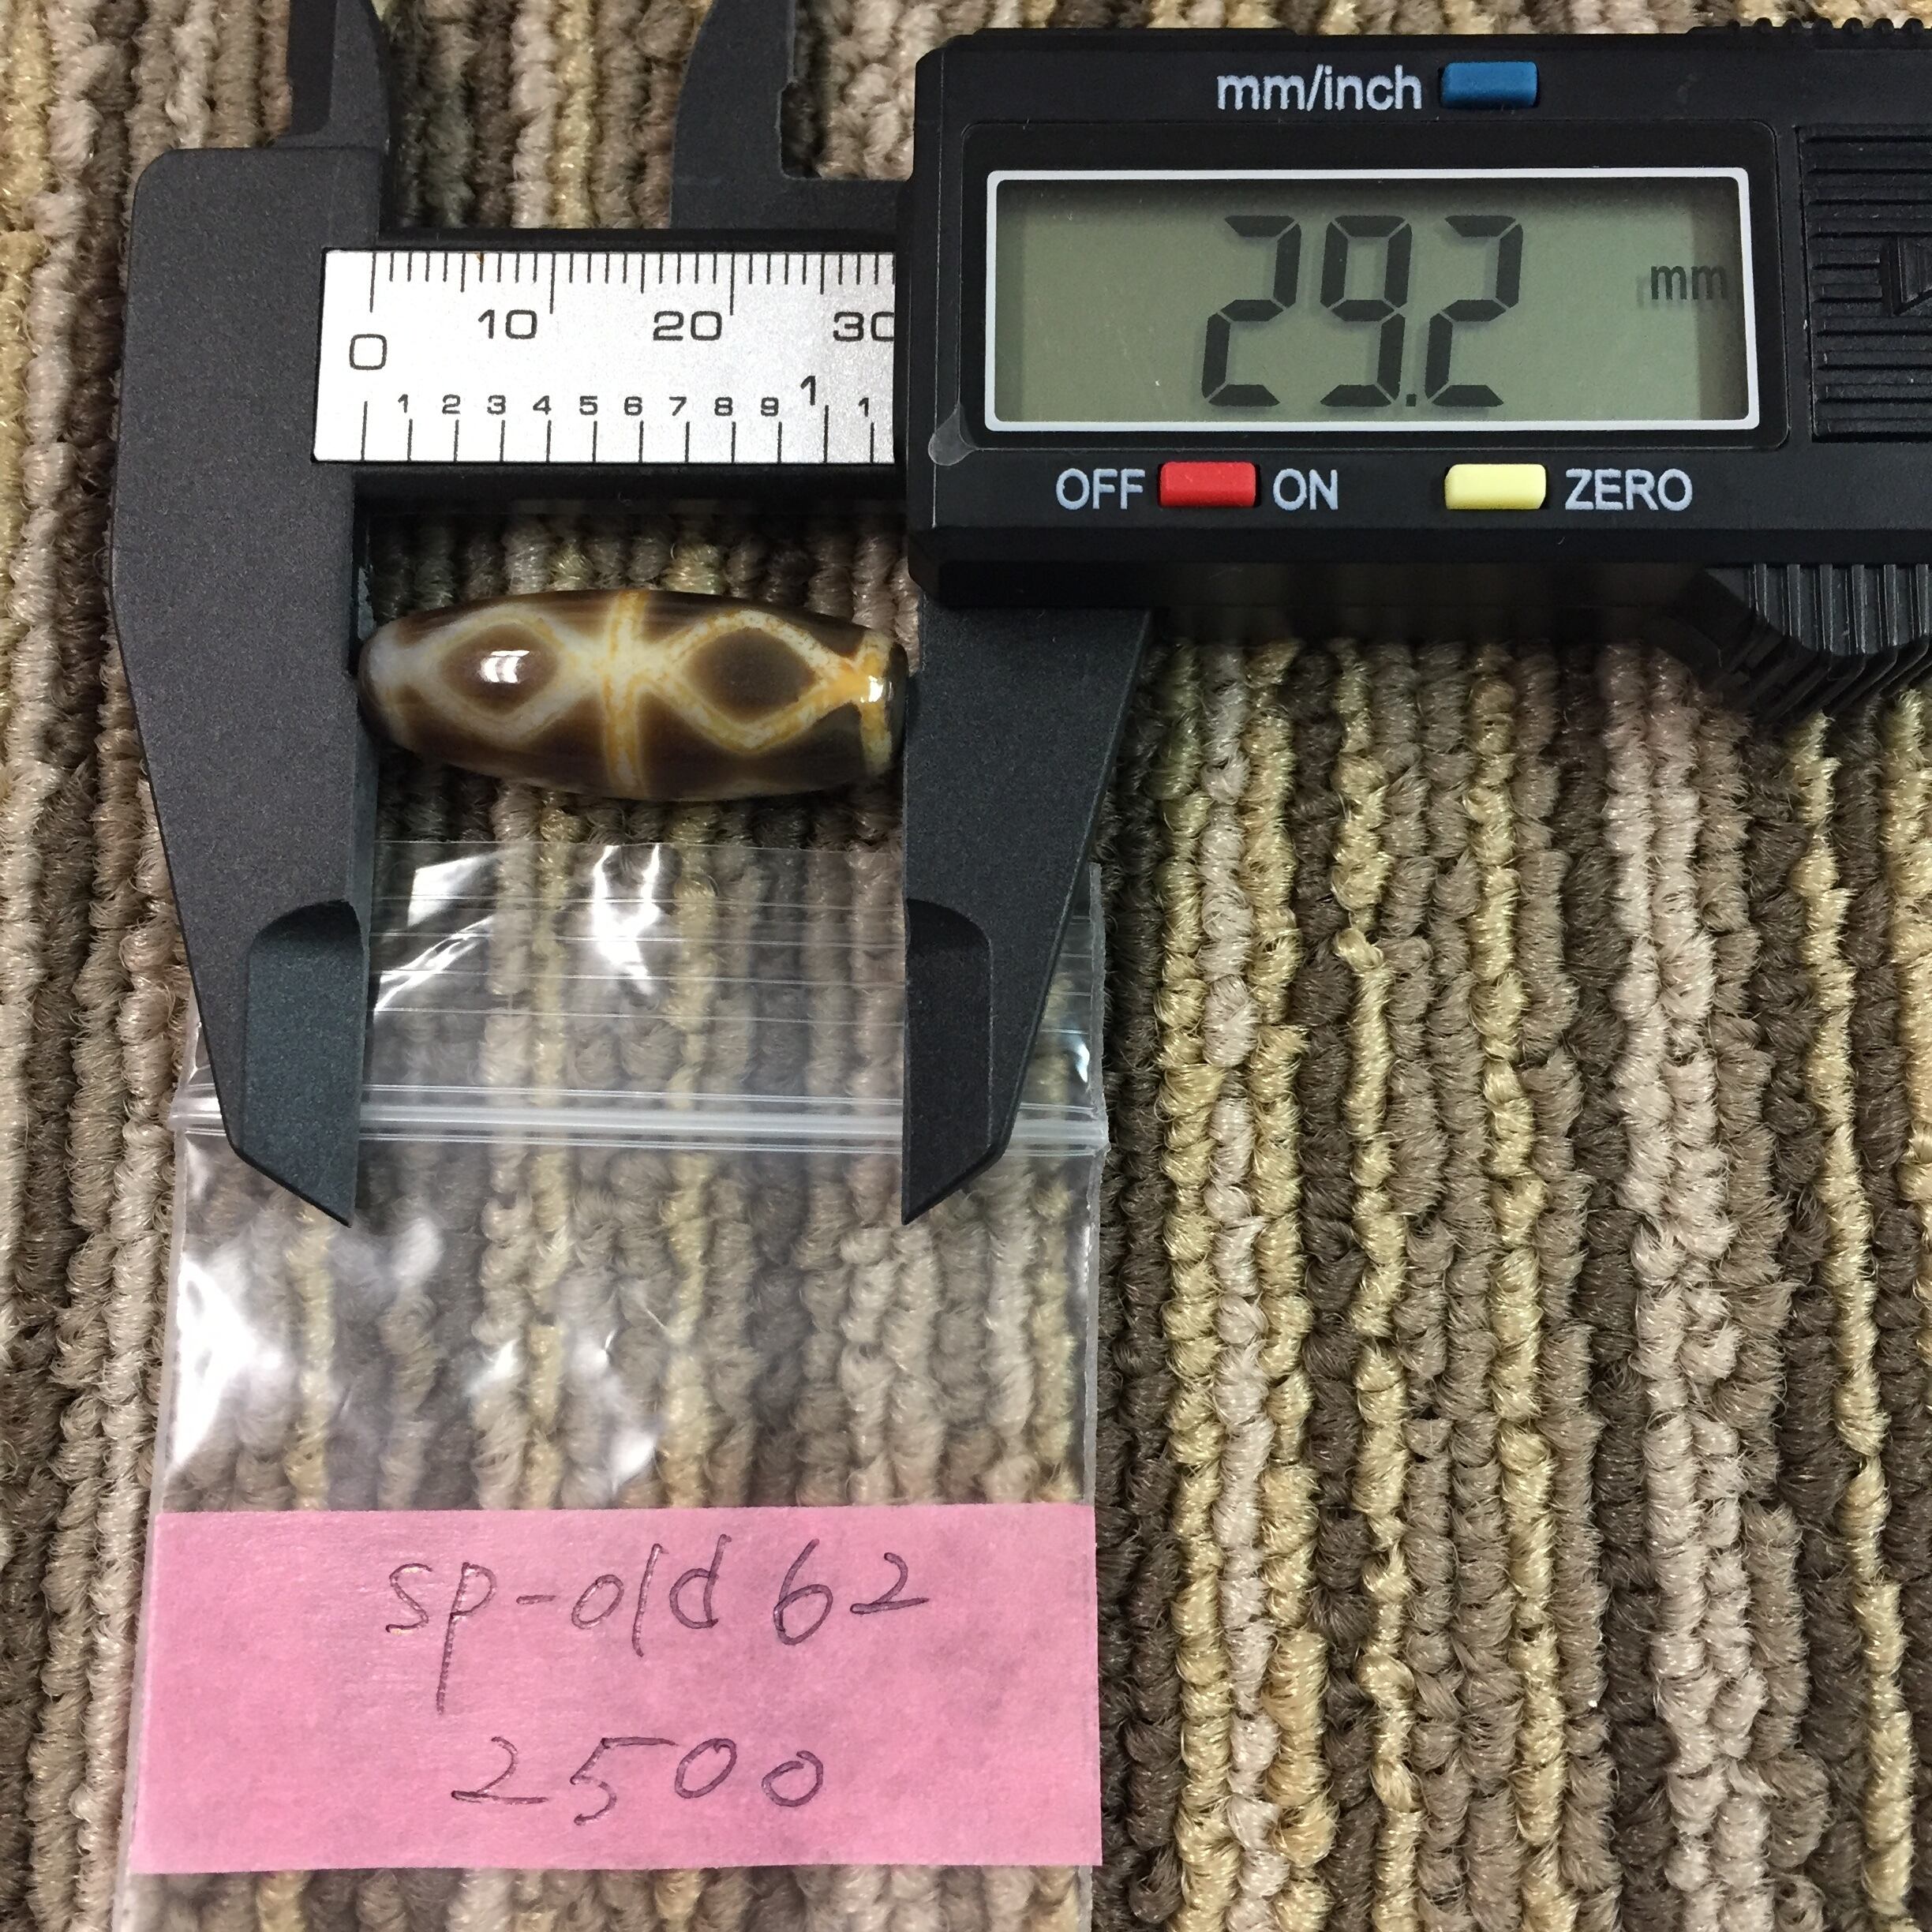 mm/inch
29.2 mm
OFF ON ZERO
0 10 20 30
1 2 3 4 5 6 7 8 9 1 1
sp-old 62
2500